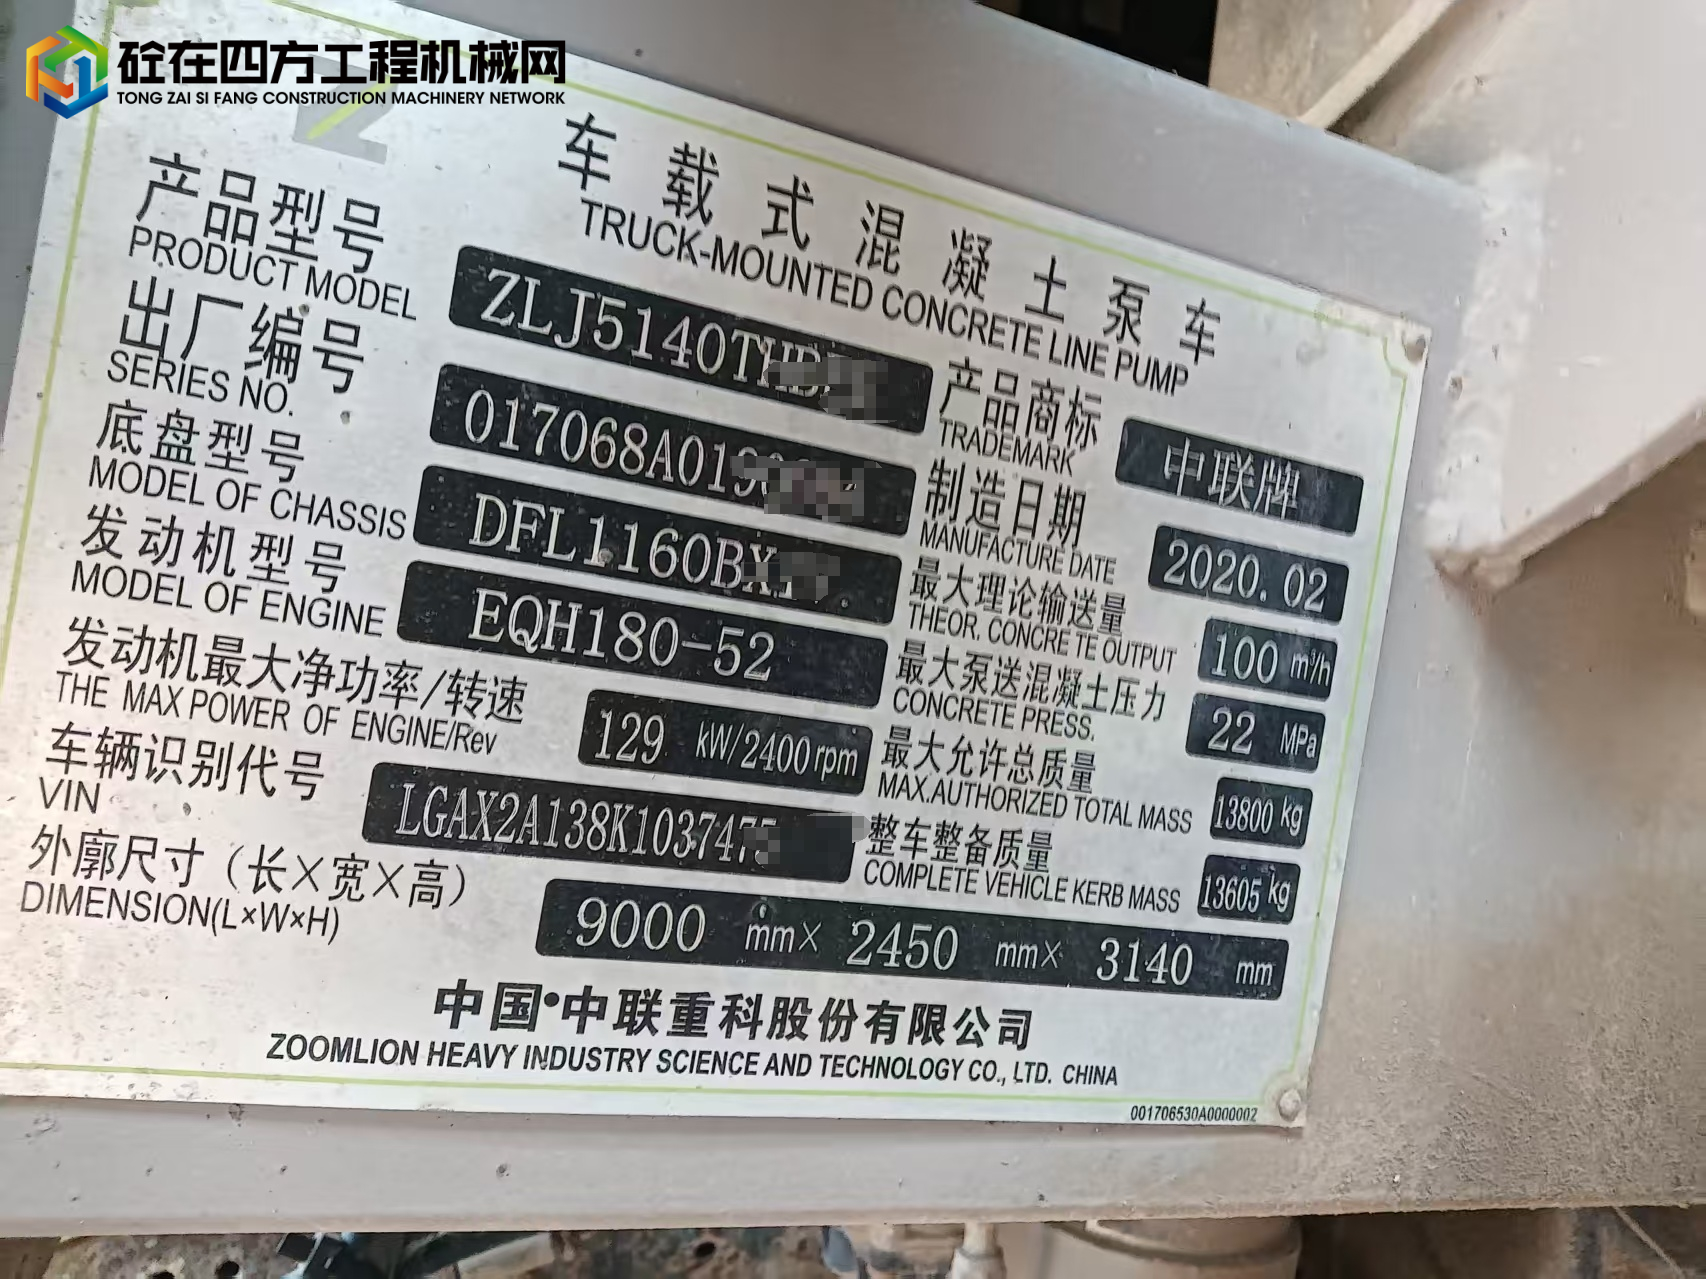 砼在四方工程机械网
TONG ZAI SI FANG CONSTRUCTION MACHINERY NETWORK
车载式混凝土泵车
TRUCK-MOUNTED CONCRETE LINE PUMP
产品型号
PRODUCT MODEL
ZLJ5140THB
产品商标
TRADEMARK
中联牌
出厂编号
SERIES NO.
017068A019
制造日期
MANUFACTURE DATE
2020.02
底盘型号
MODEL OF CHASSIS
DFL1160BX
最大理论输送量
THEOR. CONCRETE OUTPUT
100 m³/h
发动机型号
MODEL OF ENGINE
EQH180-52
最大泵送混凝土压力
CONCRETE PRESS.
22 MPa
发动机最大净功率/转速
THE MAX POWER OF ENGINE/Rev
129 kW/2400rpm
最大允许总质量
MAX.AUTHORIZED TOTAL MASS
13800 kg
车辆识别代号
VIN
LGAX2A138K103747
整车整备质量
COMPLETE VEHICLE KERB MASS
13605 kg
外廓尺寸（长×宽×高）
DIMENSION(L×W×H)
9000 mm× 2450 mm× 3140 mm
中国·中联重科股份有限公司
ZOOMLION HEAVY INDUSTRY SCIENCE AND TECHNOLOGY CO., LTD. CHINA
001706530A0000002